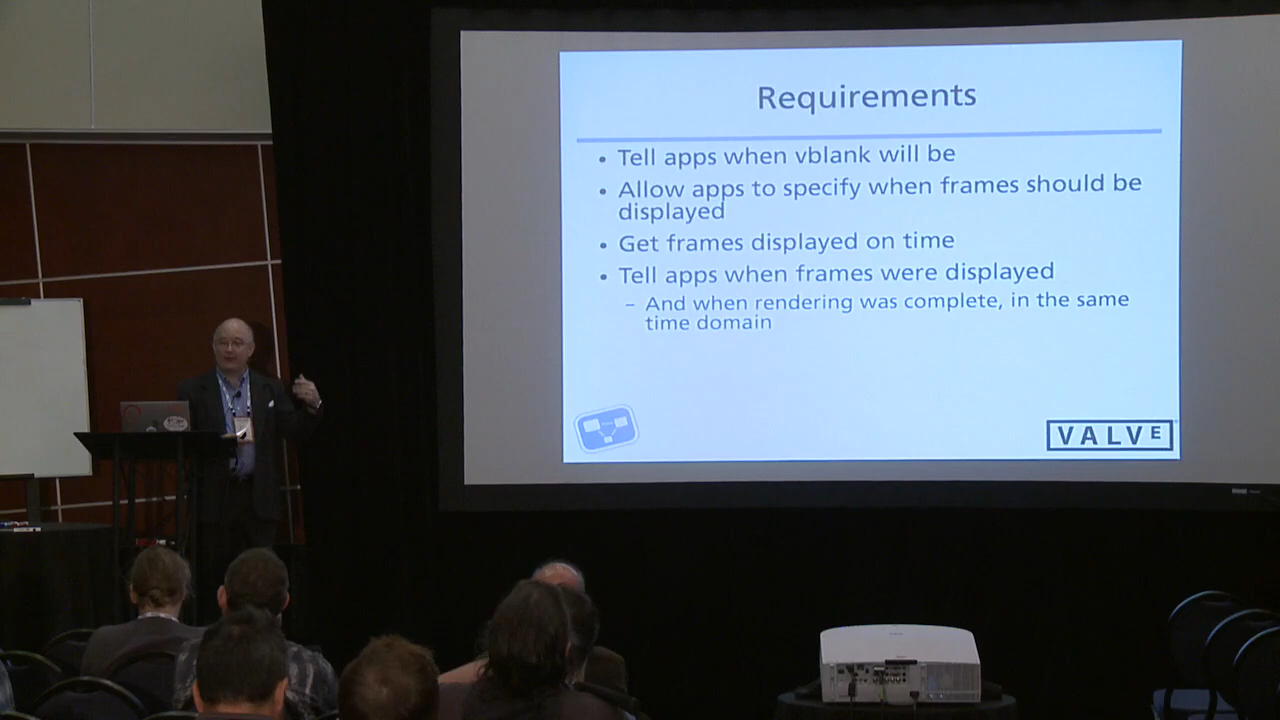 Requirements
• Tell apps when vblank will be
• Allow apps to specify when frames should be
displayed
• Get frames displayed on time
• Tell apps when frames were displayed
– And when rendering was complete, in the same
time domain
VALVE